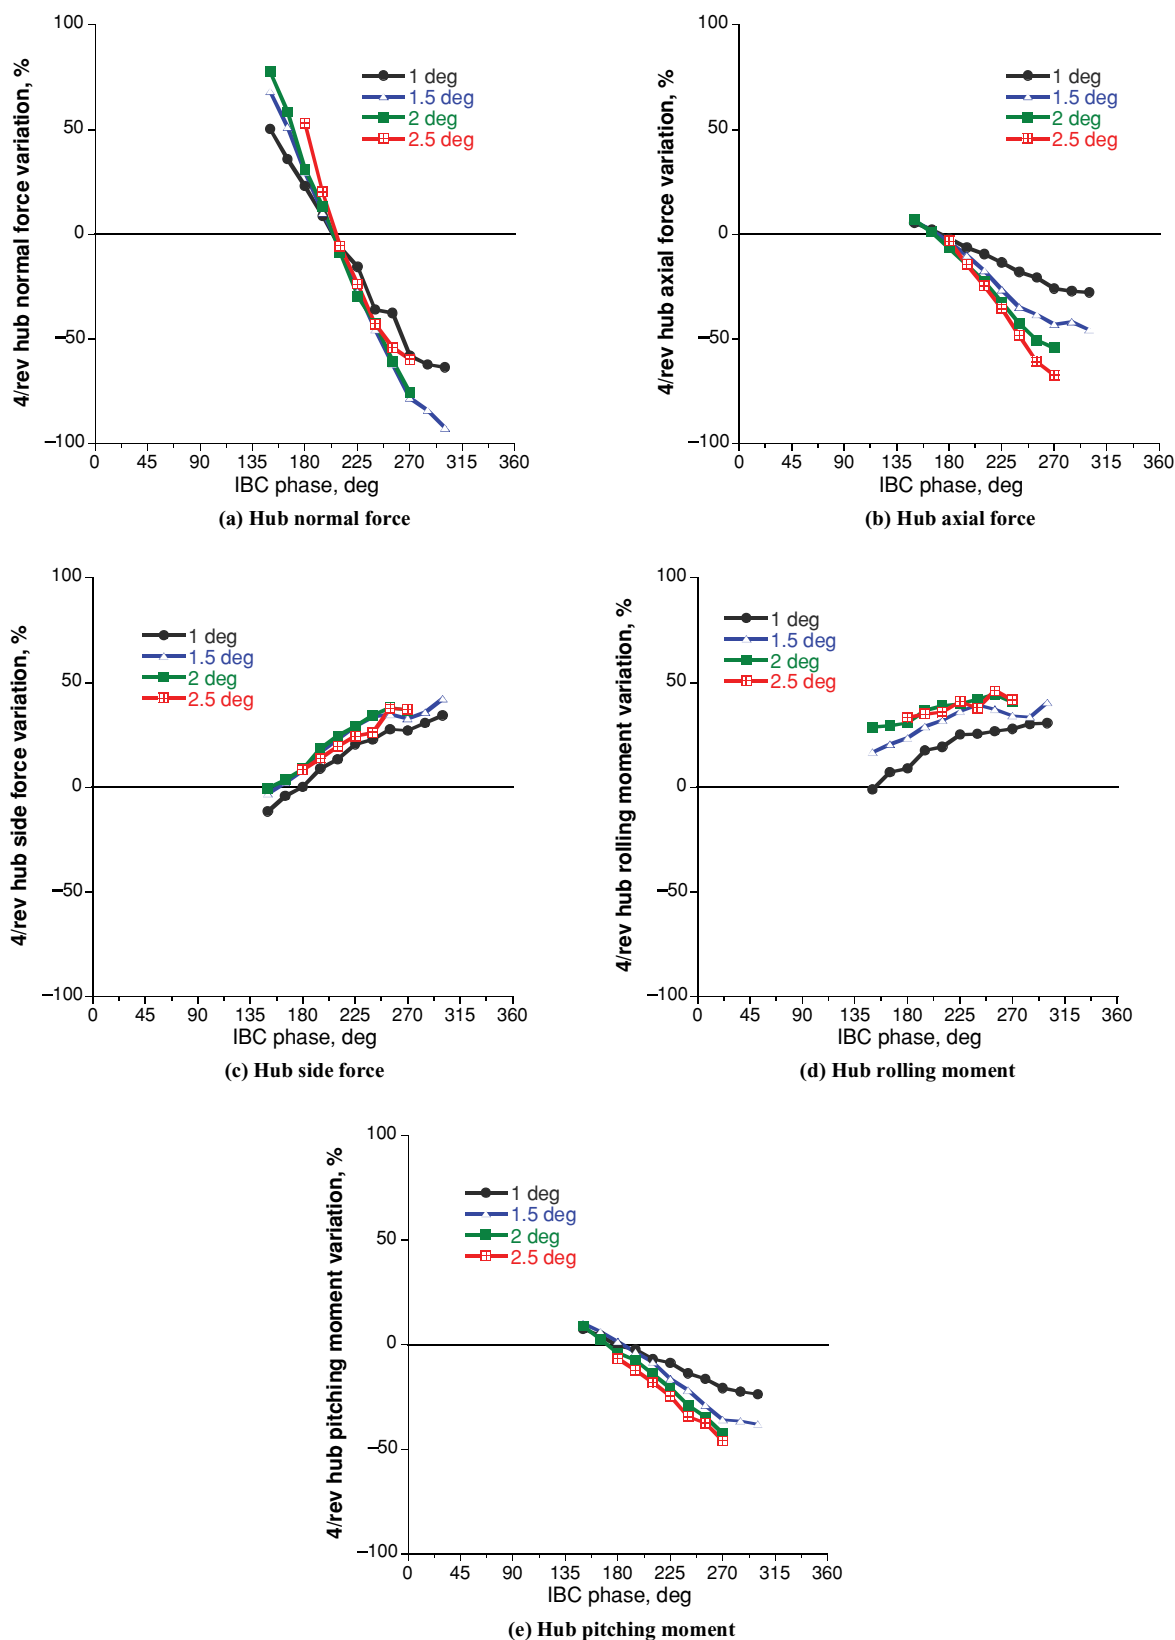 100
50
0
−50
−100
4/rev hub normal force variation, %
1 deg
1.5 deg
2 deg
2.5 deg
0 45 90 135 180 225 270 315 360
IBC phase, deg
(a) Hub normal force
100
50
0
−50
−100
4/rev hub axial force variation, %
1 deg
1.5 deg
2 deg
2.5 deg
0 45 90 135 180 225 270 315 360
IBC phase, deg
(b) Hub axial force
100
50
0
−50
−100
4/rev hub side force variation, %
1 deg
1.5 deg
2 deg
2.5 deg
0 45 90 135 180 225 270 315 360
IBC phase, deg
(c) Hub side force
100
50
0
−50
−100
4/rev hub rolling moment variation, %
1 deg
1.5 deg
2 deg
2.5 deg
0 45 90 135 180 225 270 315 360
IBC phase, deg
(d) Hub rolling moment
100
50
0
−50
−100
4/rev hub pitching moment variation, %
1 deg
1.5 deg
2 deg
2.5 deg
0 45 90 135 180 225 270 315 360
IBC phase, deg
(e) Hub pitching moment